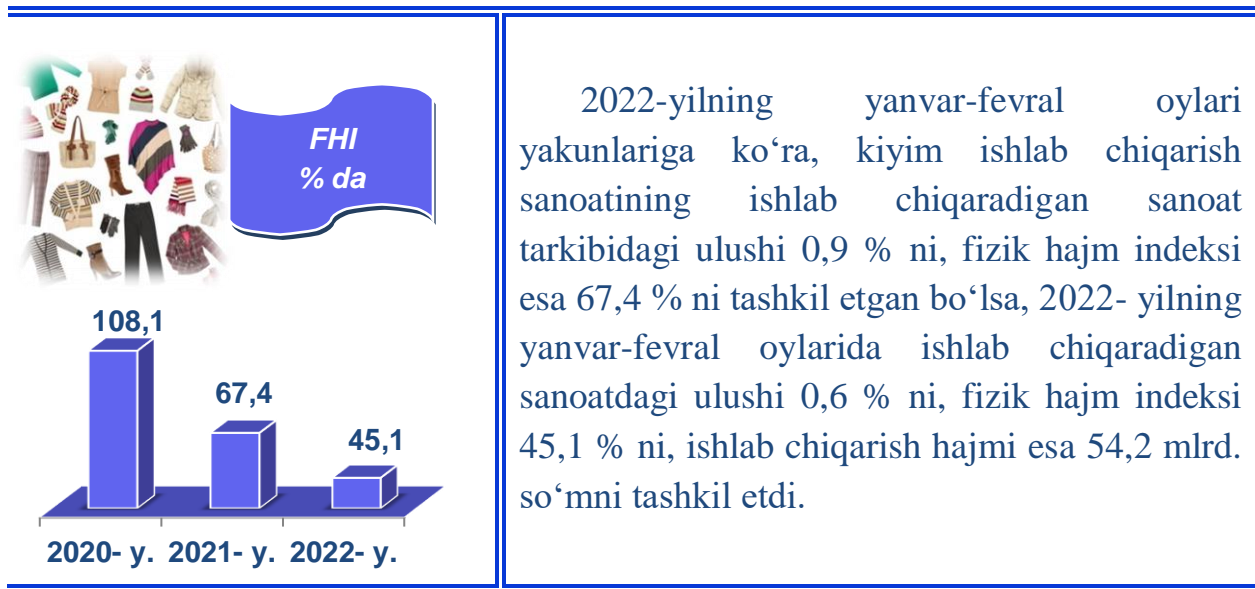 FHI
% da
108,1
67,4
45,1
2020- y. 2021- y. 2022- y.
2022-yilning yanvar-fevral oylari
yakunlariga ko‘ra, kiyim ishlab chiqarish
sanoatining ishlab chiqaradigan sanoat
tarkibidagi ulushi 0,9 % ni, fizik hajm indeksi
esa 67,4 % ni tashkil etgan bo‘lsa, 2022- yilning
yanvar-fevral oylarida ishlab chiqaradigan
sanoatdagi ulushi 0,6 % ni, fizik hajm indeksi
45,1 % ni, ishlab chiqarish hajmi esa 54,2 mlrd.
so‘mni tashkil etdi.